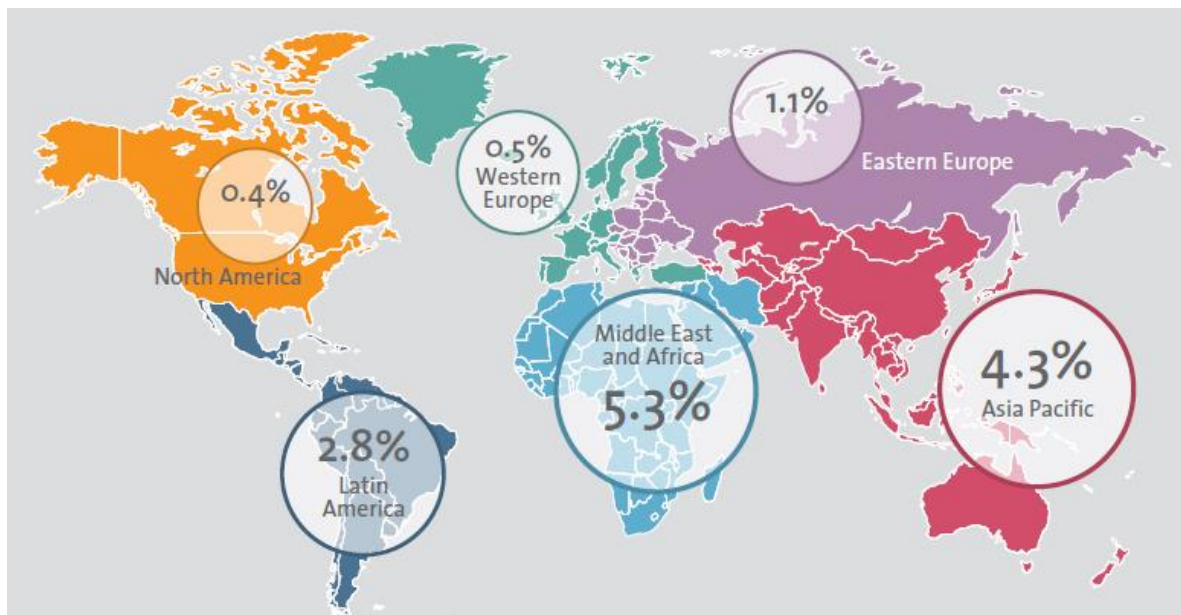 0.4%
North America
0.5%
Western
Europe
1.1%
Eastern Europe
Middle East
and Africa
5.3%
4.3%
Asia Pacific
2.8%
Latin
America